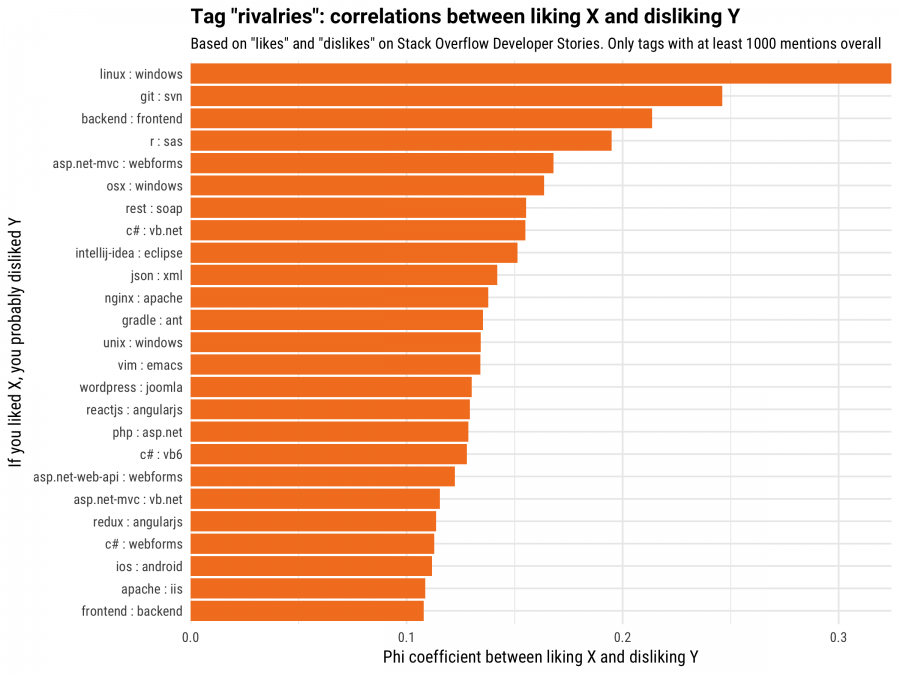 Tag "rivalries": correlations between liking X and disliking Y
Based on "likes" and "dislikes" on Stack Overflow Developer Stories. Only tags with at least 1000 mentions overall
If you liked X, you probably disliked Y
linux : windows
git : svn
backend : frontend
r : sas
asp.net-mvc : webforms
osx : windows
rest : soap
c# : vb.net
intellij-idea : eclipse
json : xml
nginx : apache
gradle : ant
unix : windows
vim : emacs
wordpress : joomla
reactjs : angularjs
php : asp.net
c# : vb6
asp.net-web-api : webforms
asp.net-mvc : vb.net
redux : angularjs
c# : webforms
ios : android
apache : iis
frontend : backend
0.0 0.1 0.2 0.3
Phi coefficient between liking X and disliking Y